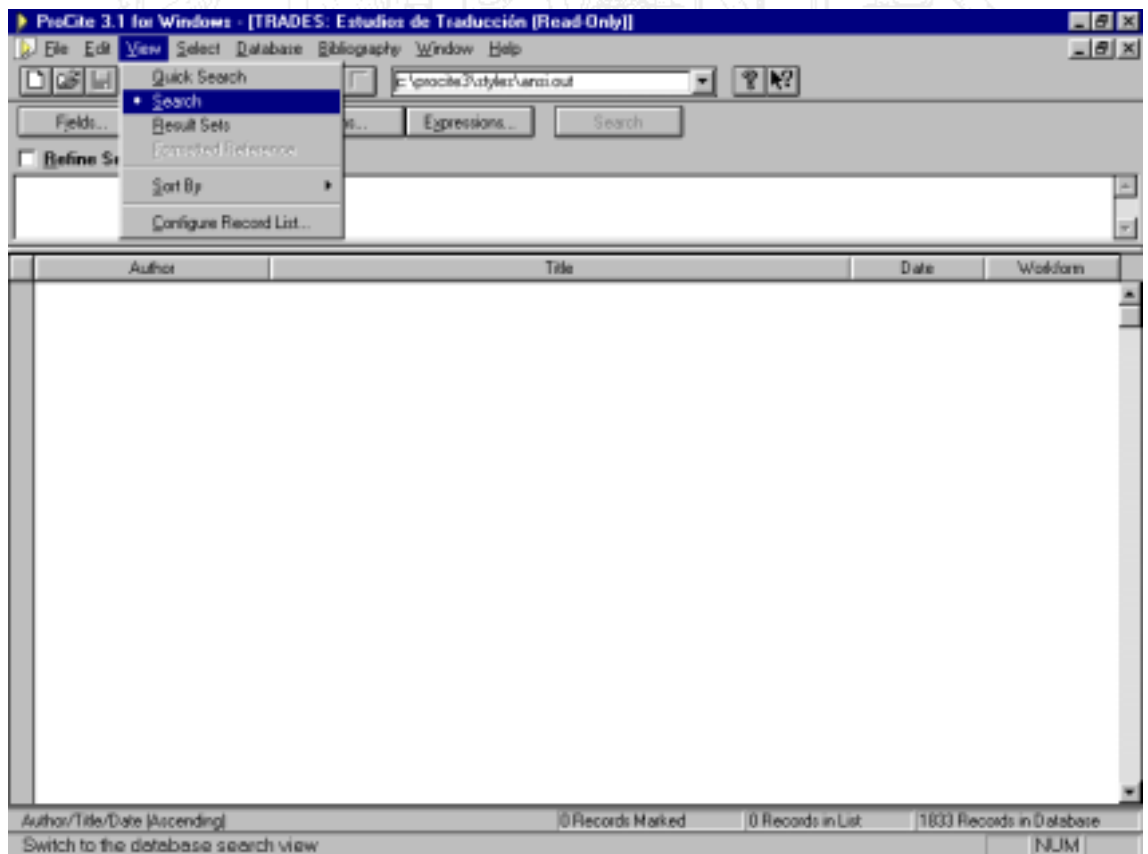 ProCite 3.1 for Windows - [TRADES: Estudios de Traducción (Read-Only)]
File Edit View Select Database Bibliography Window Help
c:\procite3\styles\ansi.out
Quick Search
Search
Result Sets
Formatted Reference
Sort By
Configure Record List...
Fields... Expressions... Search
Refine Se
Author Title Date Workform
Author/Title/Date (Ascending) 0 Records Marked 0 Records in List 1833 Records in Database
Switch to the database search view NUM